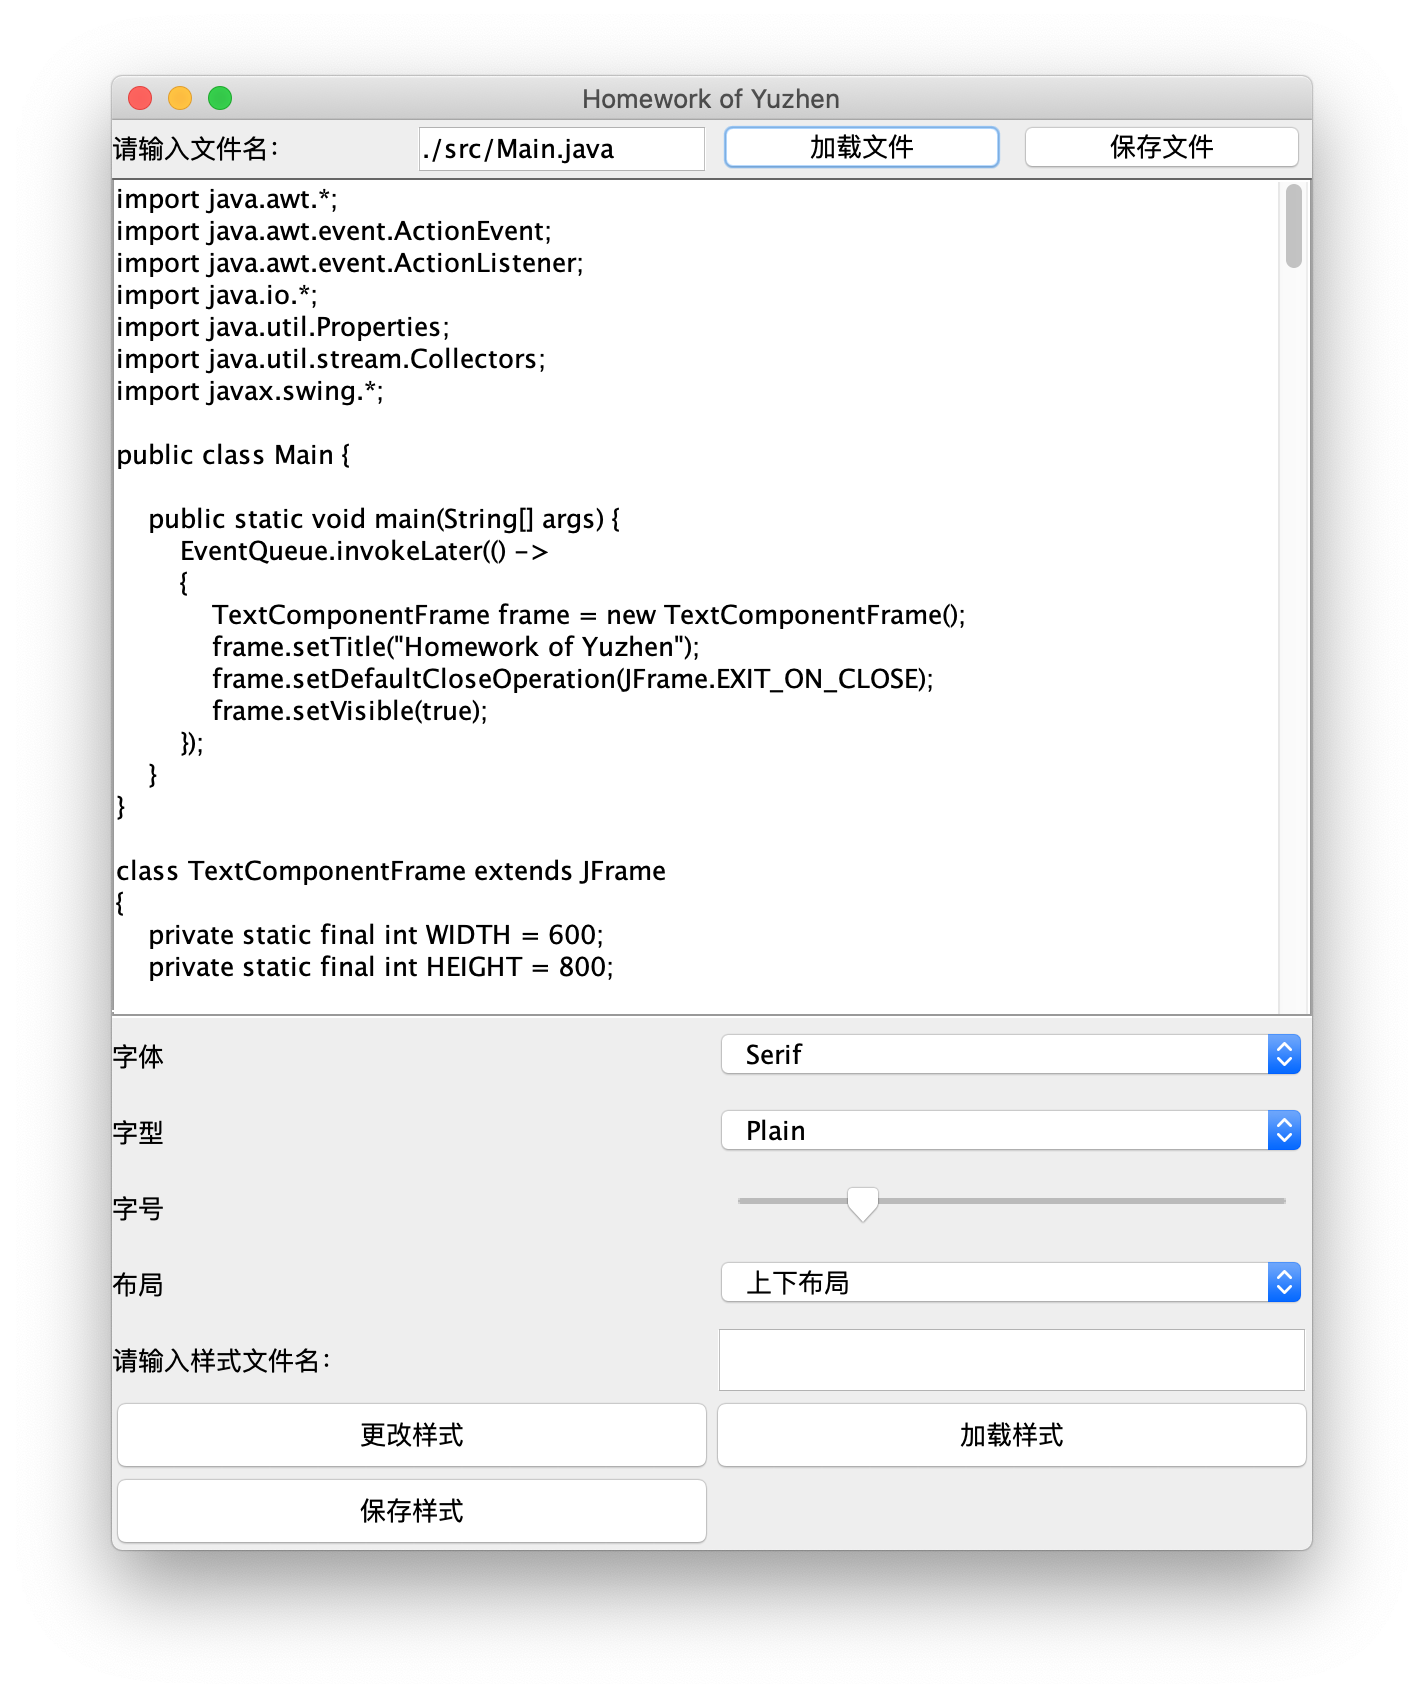 Homework of Yuzhen
请输入文件名： ./src/Main.java 加载文件 保存文件
import java.awt.*;
import java.awt.event.ActionEvent;
import java.awt.event.ActionListener;
import java.io.*;
import java.util.Properties;
import java.util.stream.Collectors;
import javax.swing.*;
public class Main {
public static void main(String[] args) {
EventQueue.invokeLater(() ->
{
TextComponentFrame frame = new TextComponentFrame();
frame.setTitle("Homework of Yuzhen");
frame.setDefaultCloseOperation(JFrame.EXIT_ON_CLOSE);
frame.setVisible(true);
});
}
}
class TextComponentFrame extends JFrame
{
private static final int WIDTH = 600;
private static final int HEIGHT = 800;
字体 Serif
字型 Plain
字号
布局 上下布局
请输入样式文件名：
更改样式 加载样式
保存样式